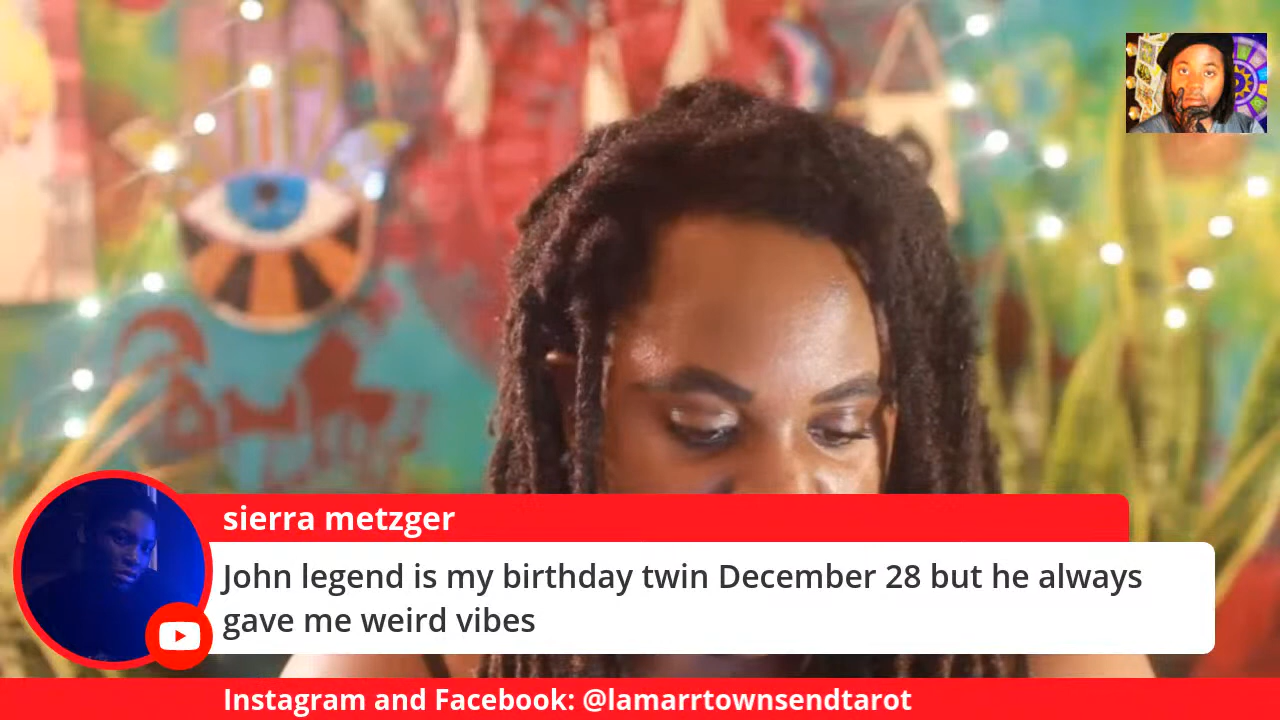 sierra metzger
John legend is my birthday twin December 28 but he always
gave me weird vibes
Instagram and Facebook: @lamarrtownsendtarot